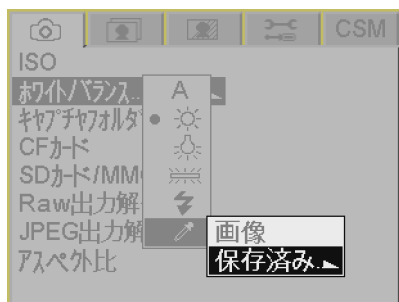 CSM
ISO
ホワイトバランス...
A
キャプチャフォルダ
CFカード
SDカード/MM
Raw出力解
JPEG出力解
画像
保存済み...
アスペクト比